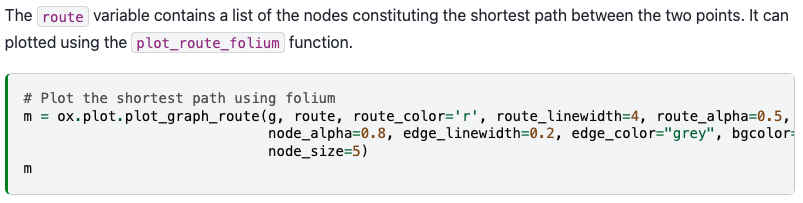 The route variable contains a list of the nodes constituting the shortest path between the two points. It can
plotted using the plot_route_folium function.
# Plot the shortest path using folium
m = ox.plot.plot_graph_route(g, route, route_color='r', route_linewidth=4, route_alpha=0.5,
node_alpha=0.8, edge_linewidth=0.2, edge_color="grey", bgcolor=
node_size=5)
m